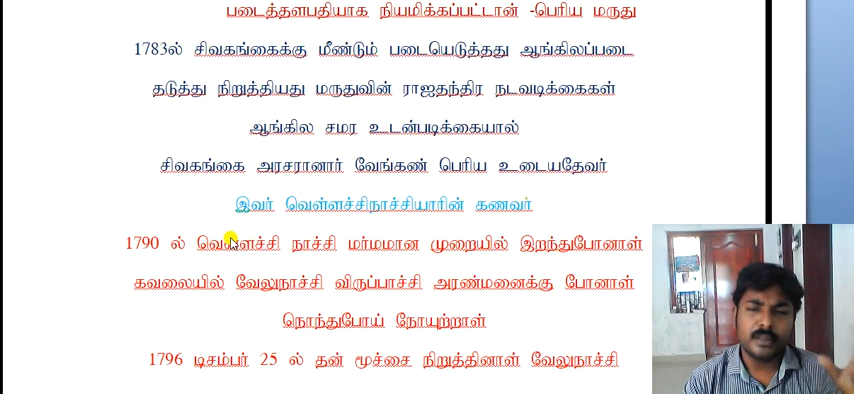 படைத்தளபதியாக நியமிக்கப்பட்டான் -பெரிய மருது
1783ல் சிவகங்கைக்கு மீண்டும் படையெடுத்தது ஆங்கிலப்படை
தடுத்து நிறுத்தியது மருதுவின் ராஜதந்திர நடவடிக்கைகள்
ஆங்கில சமர உடன்படிக்கையால்
சிவகங்கை அரசரானார் வேங்கண் பெரிய உடையதேவர்
இவர் வெள்ளச்சிநாச்சியாரின் கணவர்
1790 ல் வெள்ளைச்சி நாச்சி மர்மமான முறையில் இறந்துபோனாள்
கவலையில் வேலுநாச்சி விருப்பாச்சி அரண்மனைக்கு போனாள்
நொந்துபோய் நோயுற்றாள்
1796 டிசம்பர் 25 ல் தன் மூச்சை நிறுத்தினாள் வேலுநாச்சி